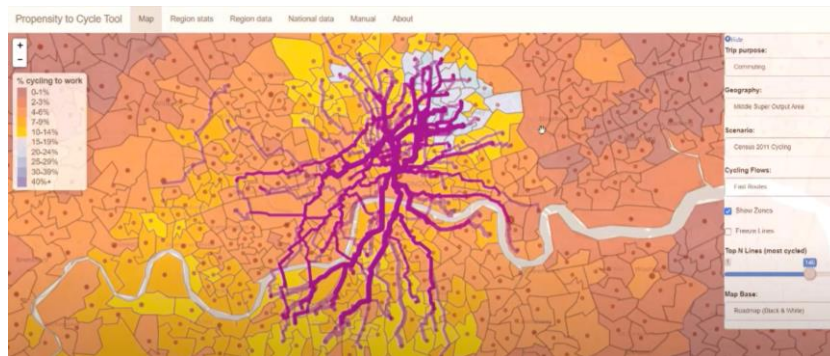 Propensity to Cycle Tool Map Region stats Region data National data Manual About
+
−
% cycling to work
0-1%
2-3%
4-6%
7-9%
10-14%
15-19%
20-24%
25-29%
30-39%
40%+
Hide
Trip purpose:
Commuting
Geography:
Middle Super Output Area
Scenario:
Census 2011 Cycling
Cycling Flows:
Fast Routes
Show Zones
Freeze Lines
Top N Lines (most cycled)
Map Base:
Roadmap (Black & White)